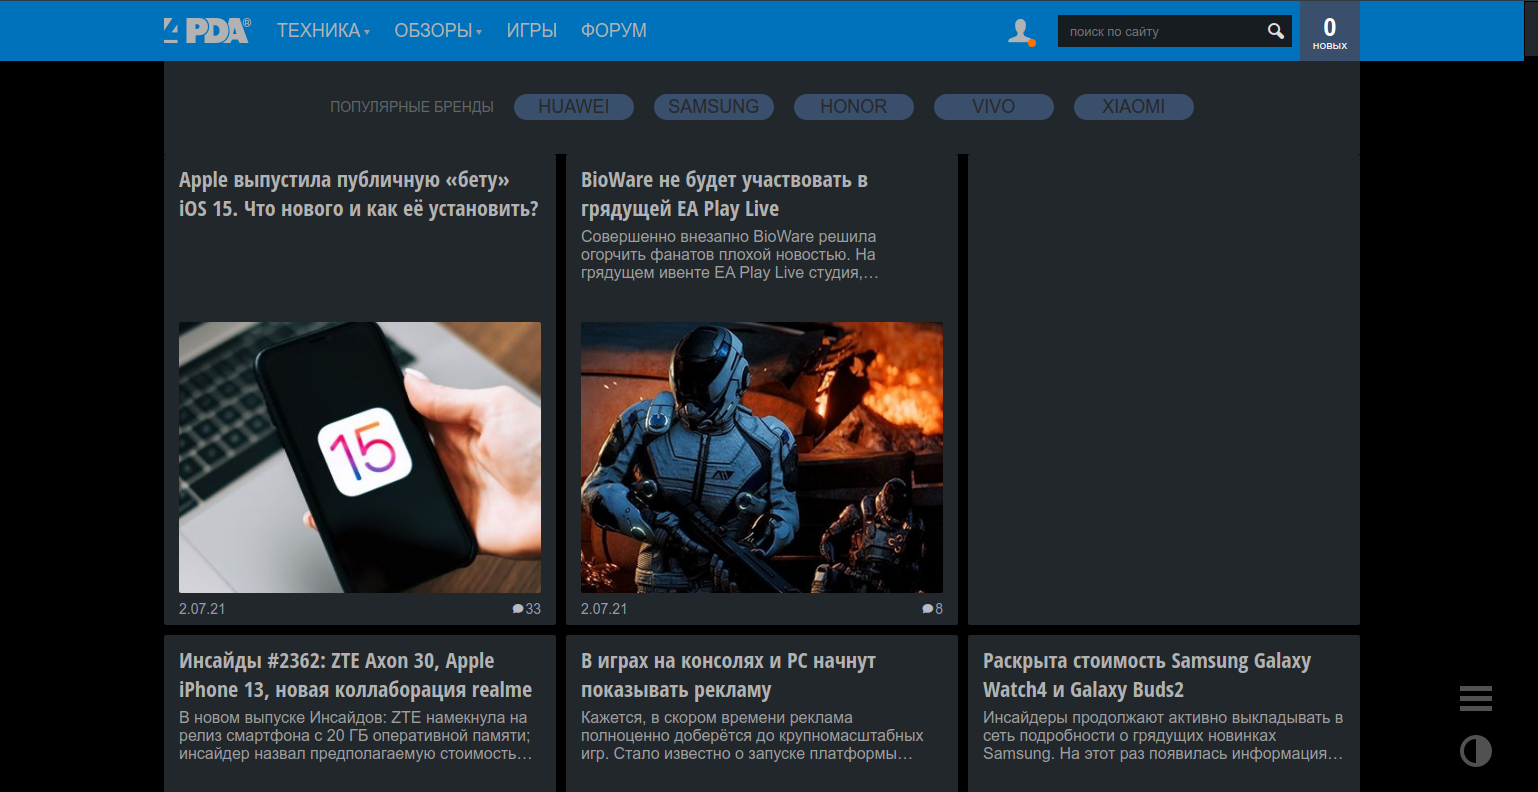 4PDA®
ТЕХНИКА ОБЗОРЫ ИГРЫ ФОРУМ
поиск по сайту
0
НОВЫХ
ПОПУЛЯРНЫЕ БРЕНДЫ HUAWEI SAMSUNG HONOR VIVO XIAOMI
Apple выпустила публичную «бету»
iOS 15. Что нового и как её установить?
15
2.07.21 33
BioWare не будет участвовать в
грядущей EA Play Live
Совершенно внезапно BioWare решила
огорчить фанатов плохой новостью. На
грядущем ивенте EA Play Live студия,…
2.07.21 8
Инсайды #2362: ZTE Axon 30, Apple
iPhone 13, новая коллаборация realme
В новом выпуске Инсайдов: ZTE намекнула на
релиз смартфона с 20 ГБ оперативной памяти;
инсайдер назвал предполагаемую стоимость…
В играх на консолях и PC начнут
показывать рекламу
Кажется, в скором времени реклама
полноценно доберётся до крупномасштабных
игр. Стало известно о запуске платформы…
Раскрыта стоимость Samsung Galaxy
Watch4 и Galaxy Buds2
Инсайдеры продолжают активно выкладывать в
сеть подробности о грядущих новинках
Samsung. На этот раз появилась информация…